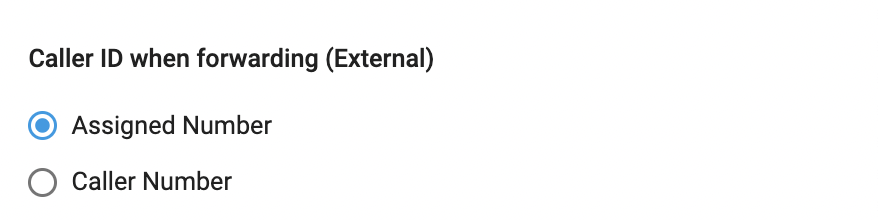 Caller ID when forwarding (External)
Assigned Number
Caller Number